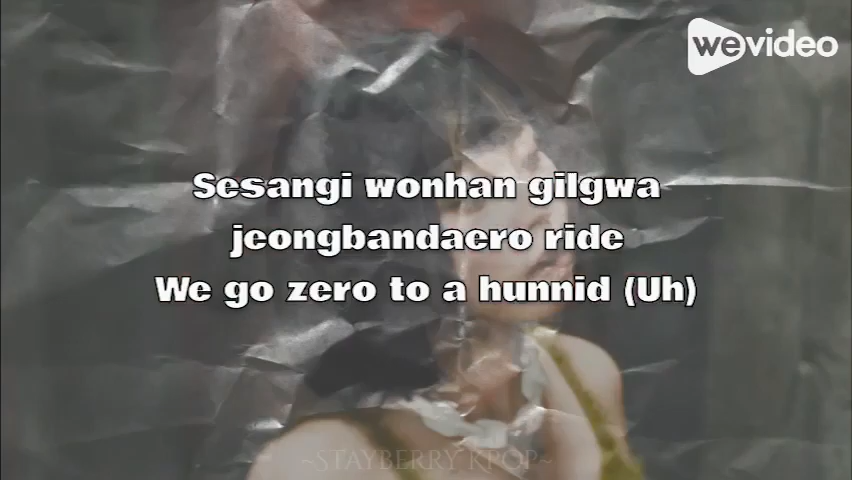 wevideo
Sesangi wonhan gilgwa
jeongbandaero ride
We go zero to a hunnid (Uh)
~STAYBERRY KPOP~